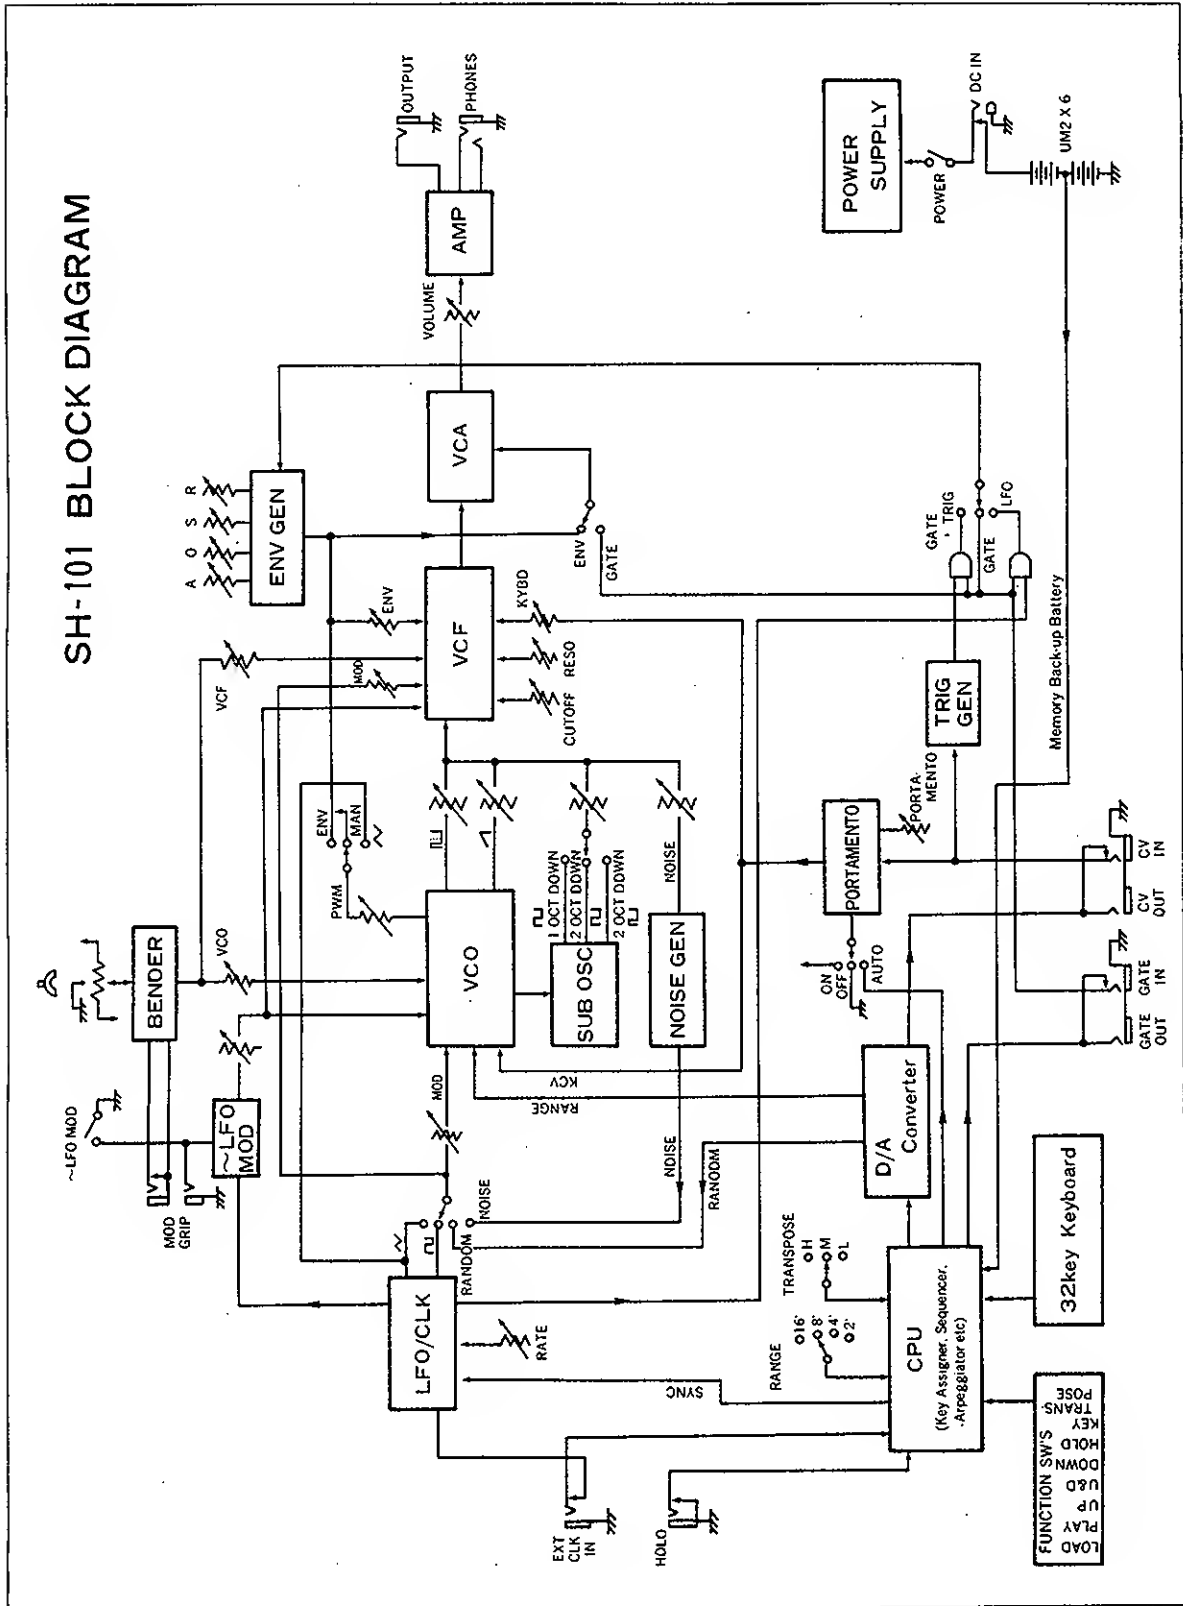 SH-101 BLOCK DIAGRAM
~LFO MOD
MOD
GRIP
~LFO
MOD
BENDER
VCO
VCF
A
O
S
R
ENV GEN
OUTPUT
PHONES
AMP
VOLUME
VCA
ENV
GATE
ENV
MOD
VCF
KYBD
RESO
CUTOFF
ENV
MAN
PWM
VCO
MOD
1 OCT DOWN
2 OCT DDWN
2 OCT DOWN
SUB OSC
NOISE
NOISE GEN
KCV
RANGE
NDISE
RANDDM
NOISE
RANDOM
LFO/CLK
RATE
SYNC
EXT
CLK
IN
HOLO
RANGE
16'
8'
4'
2'
TRANSPOSE
H
M
L
CPU
(Key Assigner, Sequencer,
·Arpeggiator etc)
D/A
Converter
ON
OFF
AUTO
PORTAMENTO
PORTA-
MENTO
TRIG
GEN
GATE
TRIG
GATE
LFO
POWER
SUPPLY
POWER
DC IN
UM2 X 6
Memory Back-up Battery
GATE
OUT
GATE
IN
CV
OUT
CV
IN
32key Keyboard
FUNCTION SW'S
LOAD
PLAY
UP
U&D
DOWN
HOLD
KEY
TRANS-
POSE